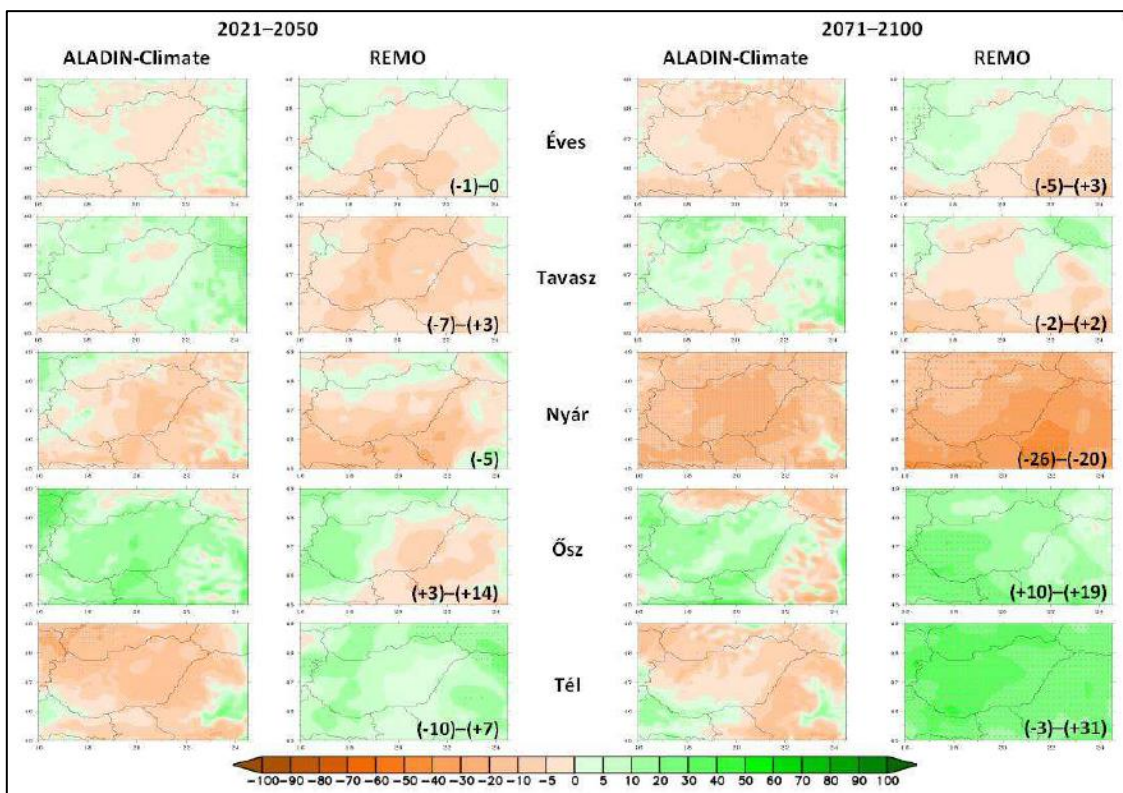 2021–2050 2071–2100
ALADIN-Climate REMO ALADIN-Climate REMO
Éves
(-1)–0 (-5)–(+3)
Tavasz
(-7)–(+3) (-2)–(+2)
Nyár
(-5) (-26)–(-20)
Ősz
(+3)–(+14) (+10)–(+19)
Tél
(-10)–(+7) (-3)–(+31)
−100 −90 −80 −70 −60 −50 −40 −30 −20 −10 −5 0 5 10 20 30 40 50 60 70 80 90 100